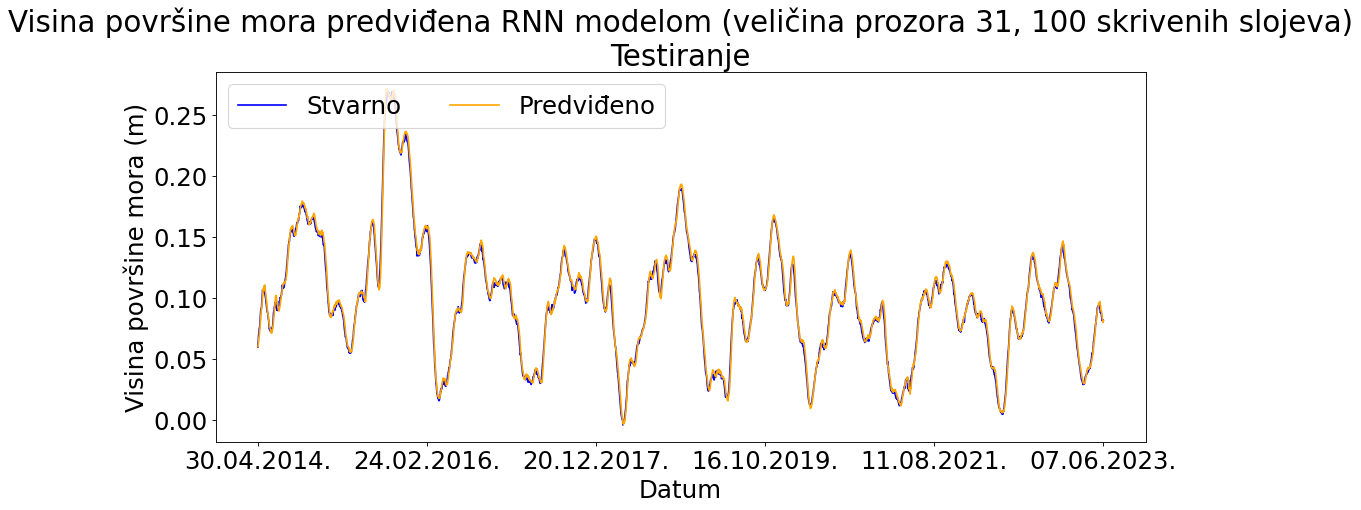 Visina površine mora predviđena RNN modelom (veličina prozora 31, 100 skrivenih slojeva)
Testiranje
Stvarno Predviđeno
Visina površine mora (m)
0.25
0.20
0.15
0.10
0.05
0.00
30.04.2014. 24.02.2016. 20.12.2017. 16.10.2019. 11.08.2021. 07.06.2023.
Datum